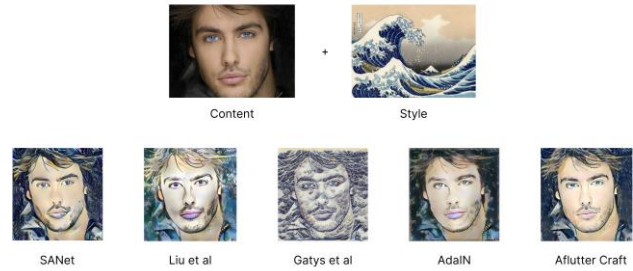 +
Content
Style
SANet
Liu et al
Gatys et al
AdaIN
Aflutter Craft